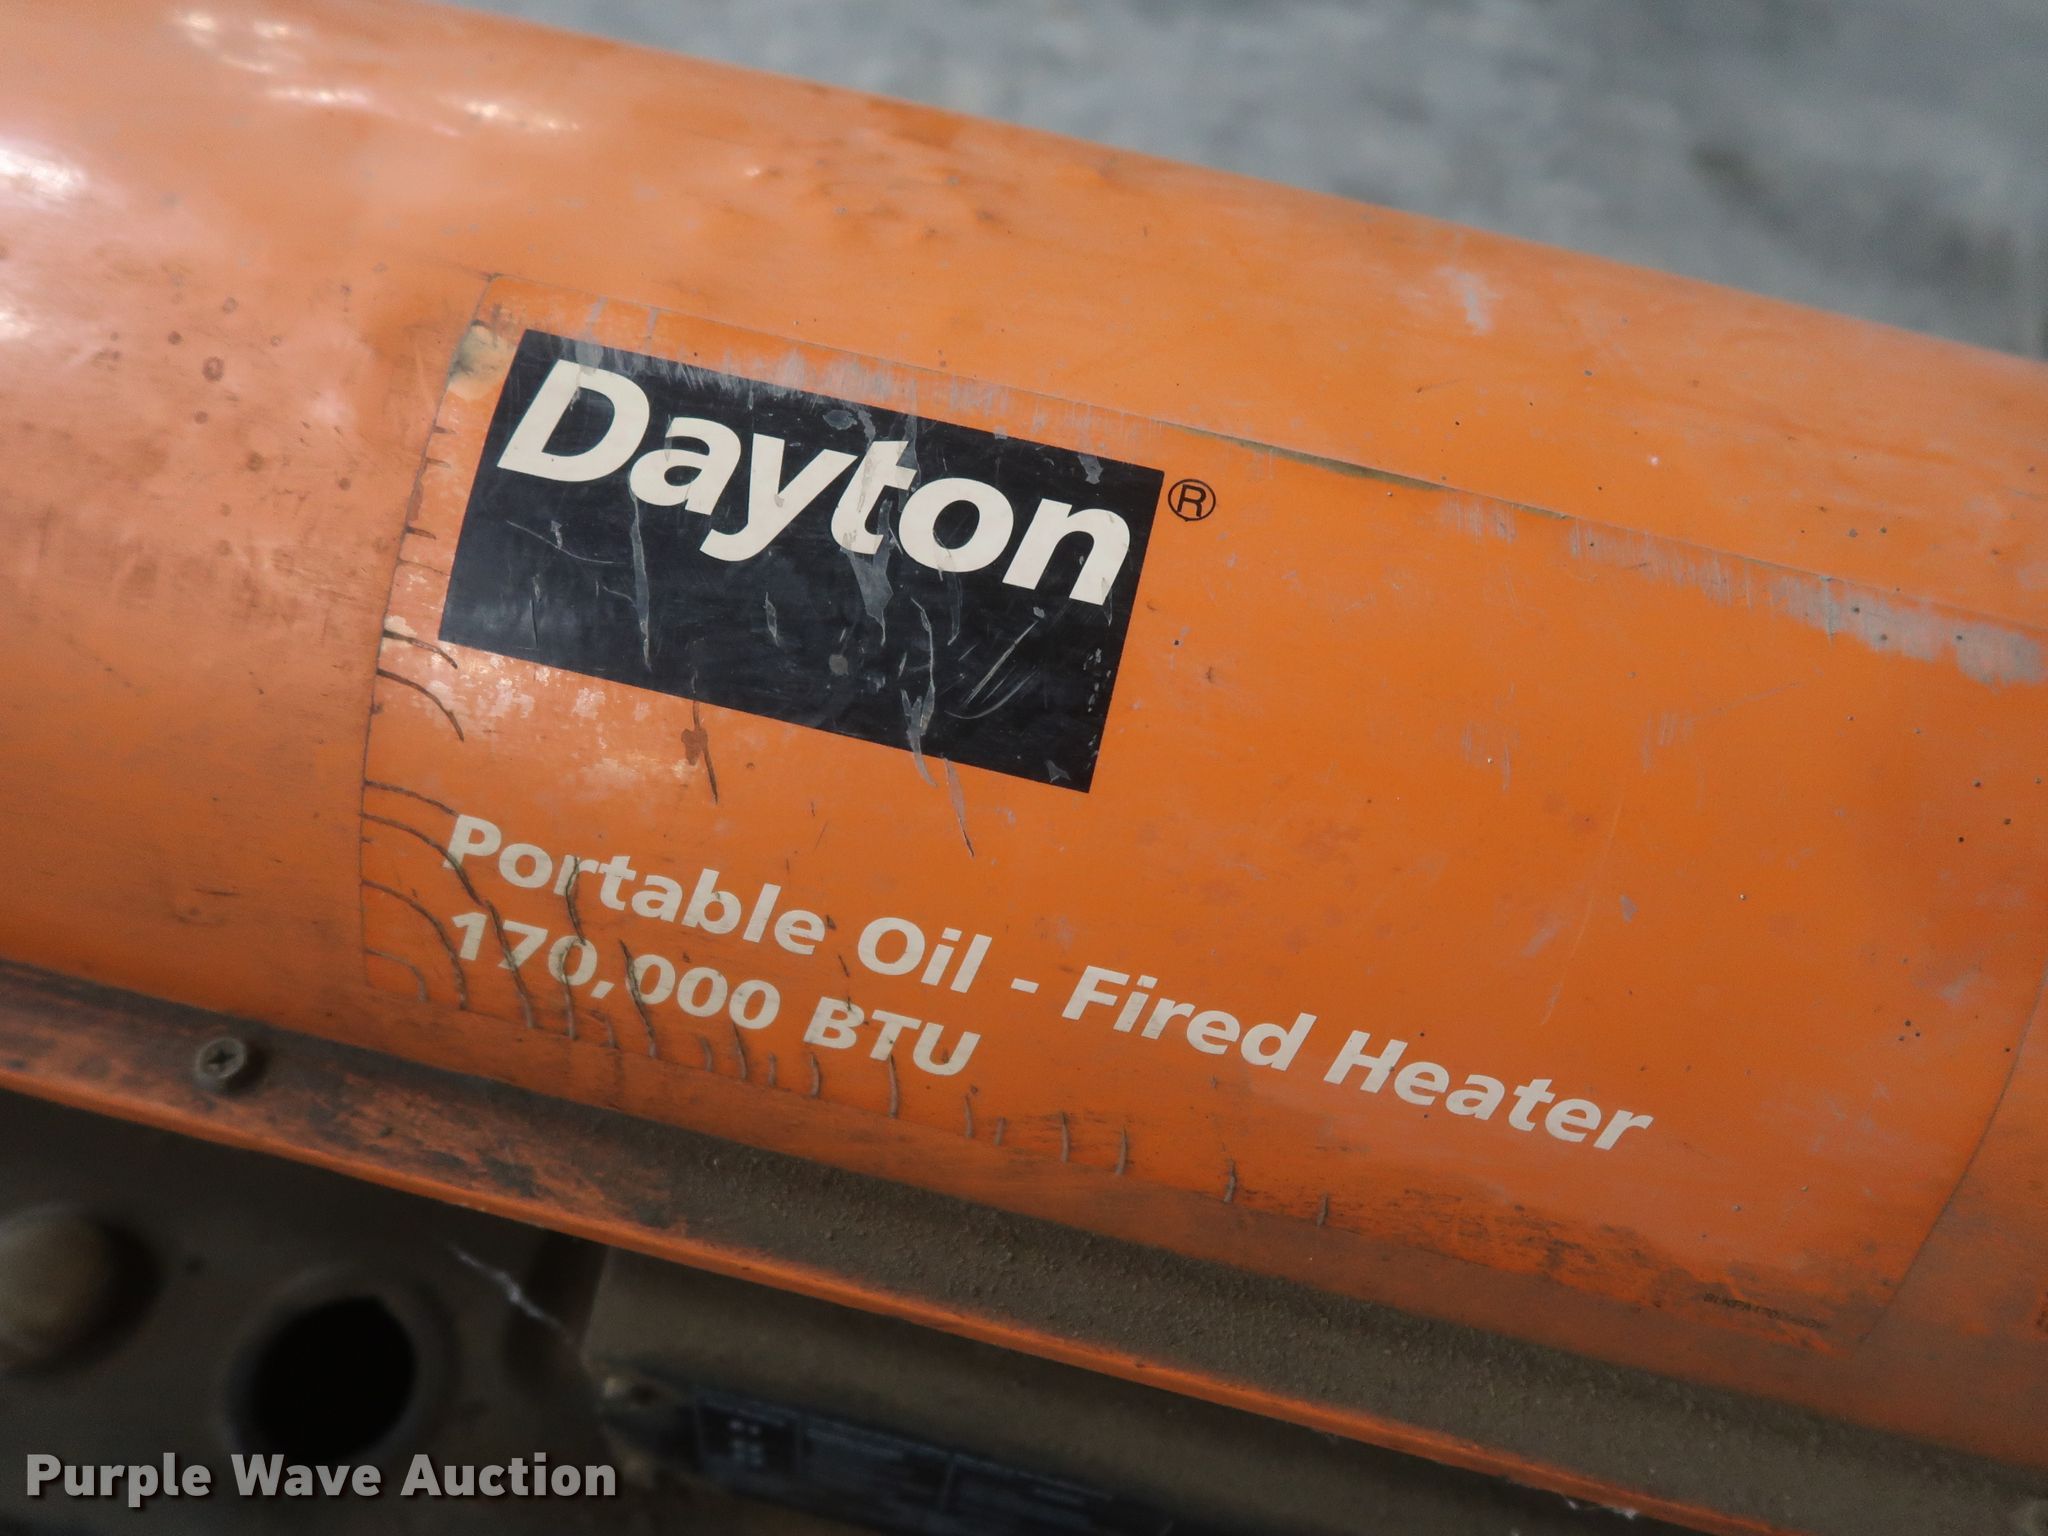 Dayton®
Portable Oil - Fired Heater
170,000 BTU
Purple Wave Auction